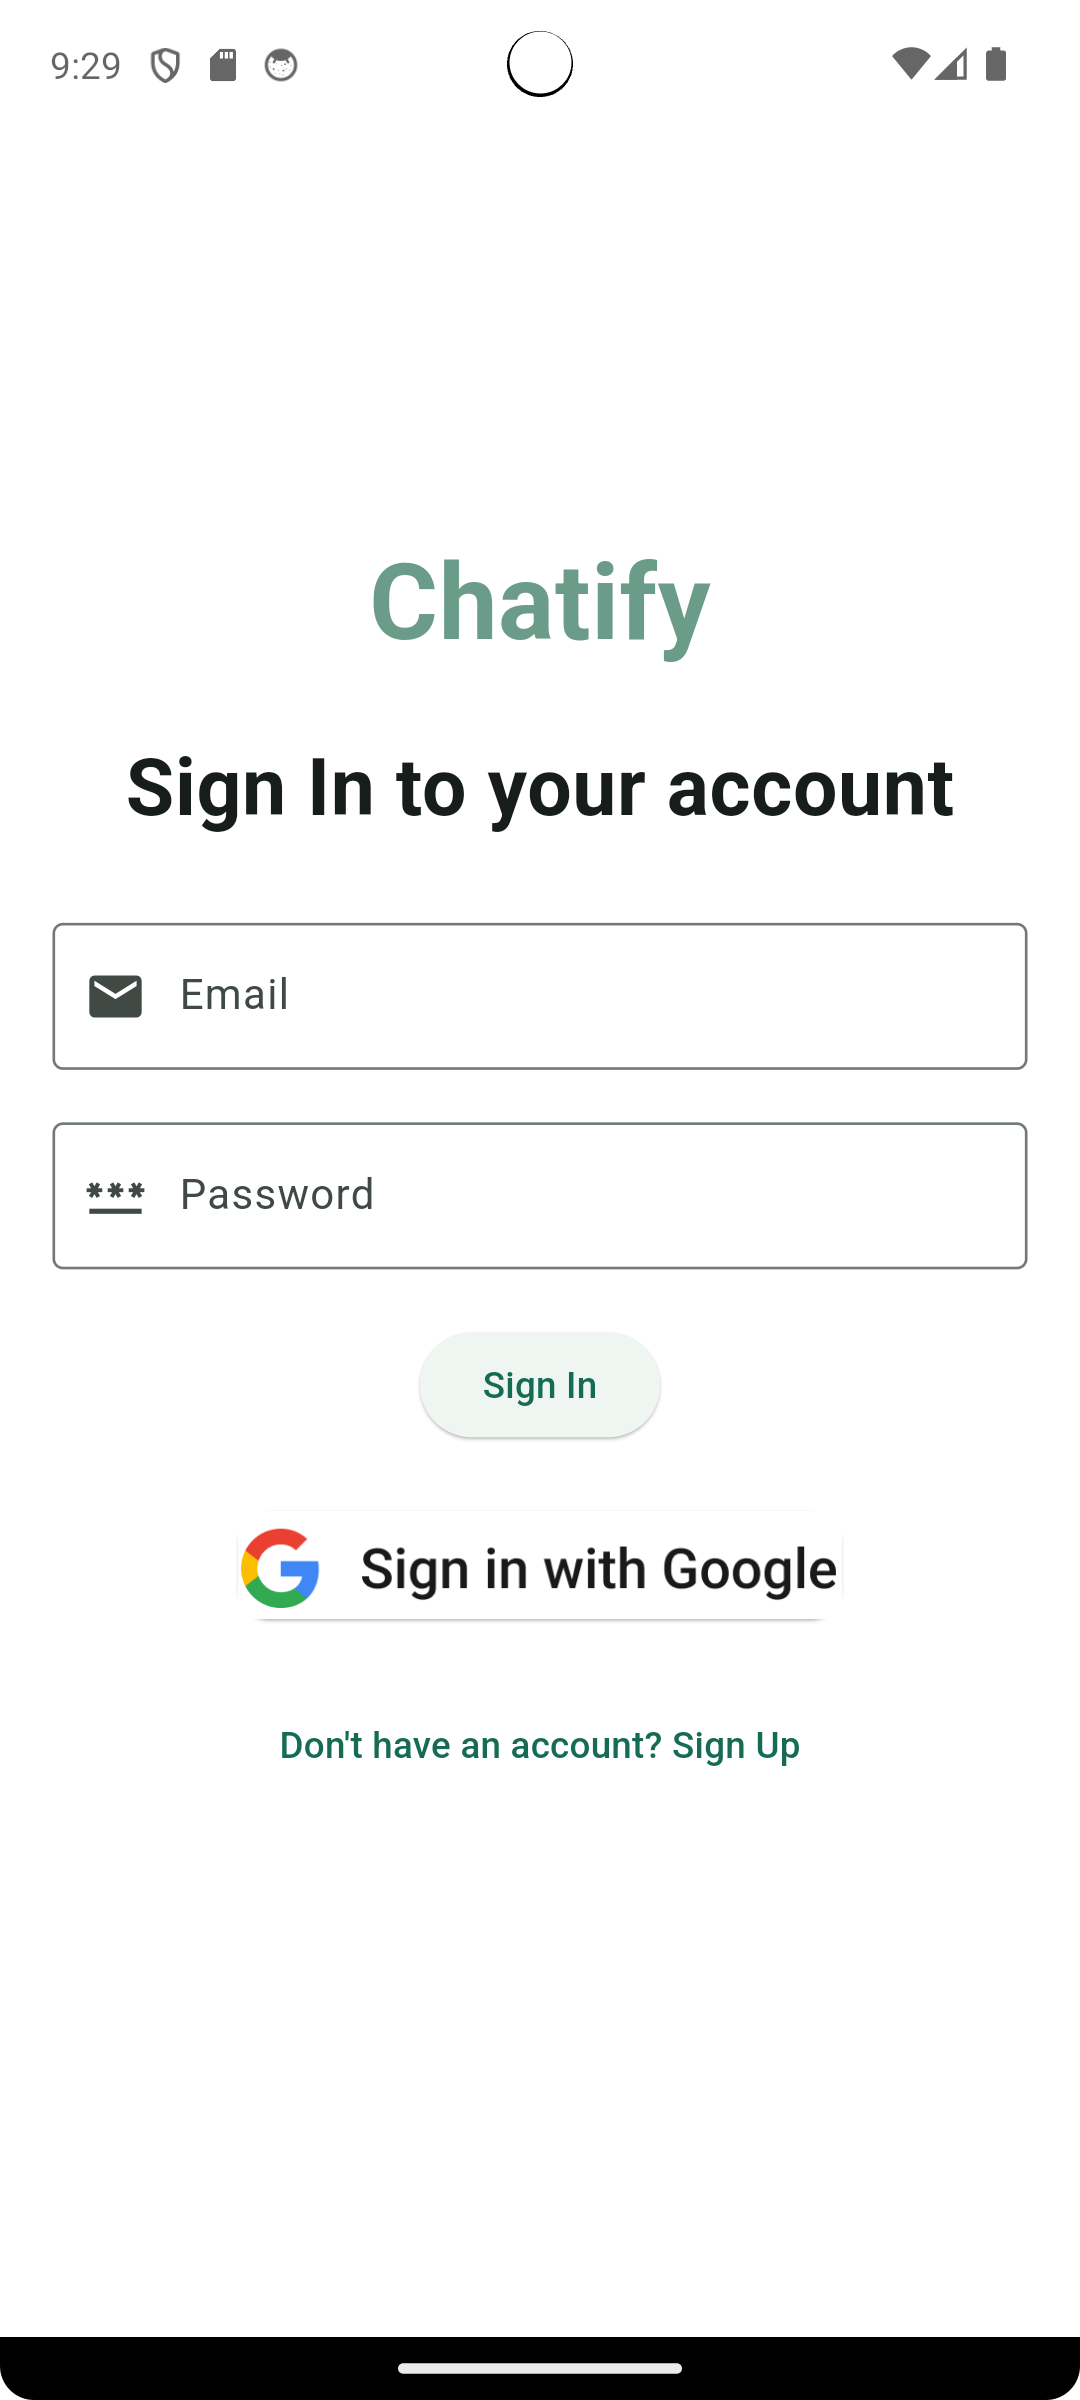 9:29
Chatify
Sign In to your account
Email
Password
Sign In
Sign in with Google
Don't have an account? Sign Up